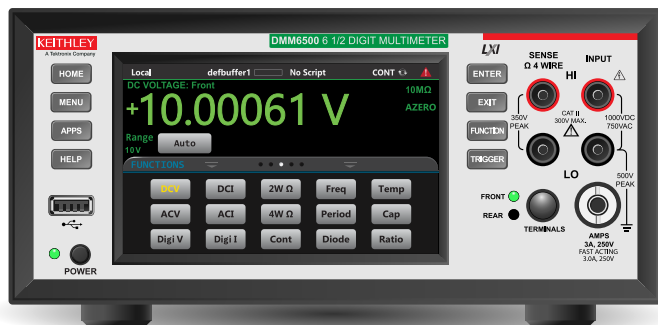 KEITHLEY
A Tektronix Company
DMM6500 6 1/2 DIGIT MULTIMETER
LXI
HOME
MENU
APPS
HELP
POWER
Local defbuffer1 No Script CONT
DC VOLTAGE: Front
+10.00061 V
10MΩ
AZERO
Range
10V
Auto
FUNCTIONS
DCV DCI 2W Ω Freq Temp
ACV ACI 4W Ω Period Cap
Digi V Digi I Cont Diode Ratio
ENTER
EXIT
FUNCTION
TRIGGER
SENSE
Ω 4 WIRE
INPUT
HI
350V
PEAK
CAT II
300V MAX.
1000VDC
750VAC
LO
500V
PEAK
FRONT
REAR
TERMINALS
AMPS
3A, 250V
FAST ACTING
3.0A, 250V